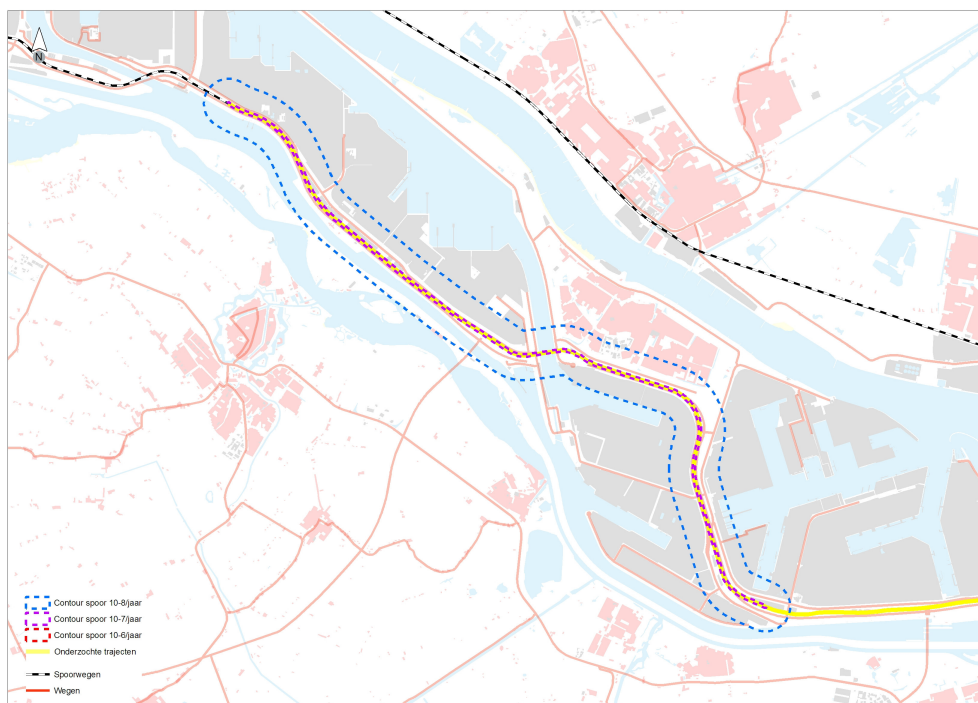 N
Contour spoor 10-8/jaar
Contour spoor 10-7/jaar
Contour spoor 10-6/jaar
Onderzochte trajecten
Spoorwegen
Wegen